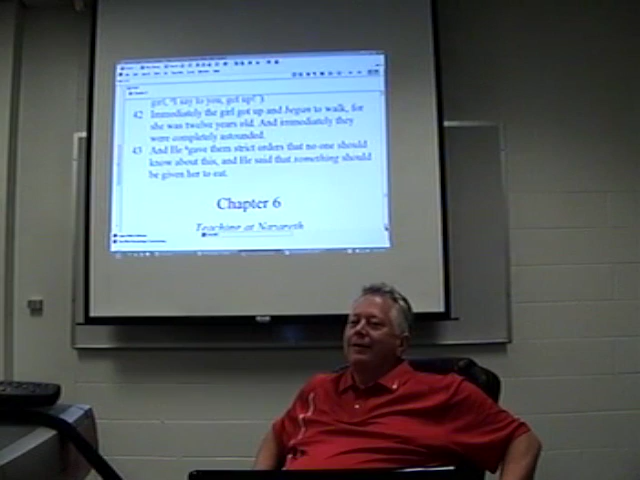 girl, I say to you, get up!")
42 Immediately the girl got up and began to walk, for
she was twelve years old. And immediately they
were completely astounded.
43 And He *gave them strict orders that no one should
know about this, and He said that something should
be given her to eat.
Chapter 6
Teaching at Nazareth